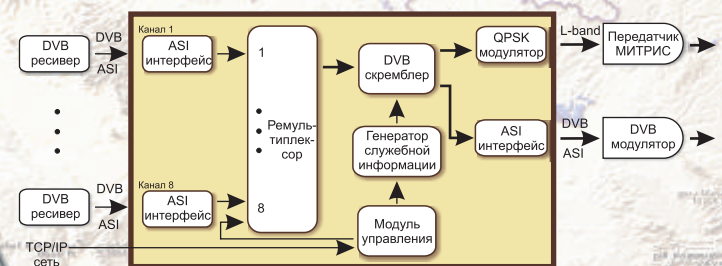 DVB
ресивер
DVB
ASI
Канал 1
ASI
интерфейс
1
Ремуль-
типлек-
сор
8
DVB
скремблер
QPSK
модулятор
L-band
Передатчик
МИТРИС
Генератор
служебной
информации
ASI
интерфейс
DVB
ASI
DVB
модулятор
DVB
ресивер
DVB
ASI
Канал 8
ASI
интерфейс
Модуль
управления
TCP/IP
сеть